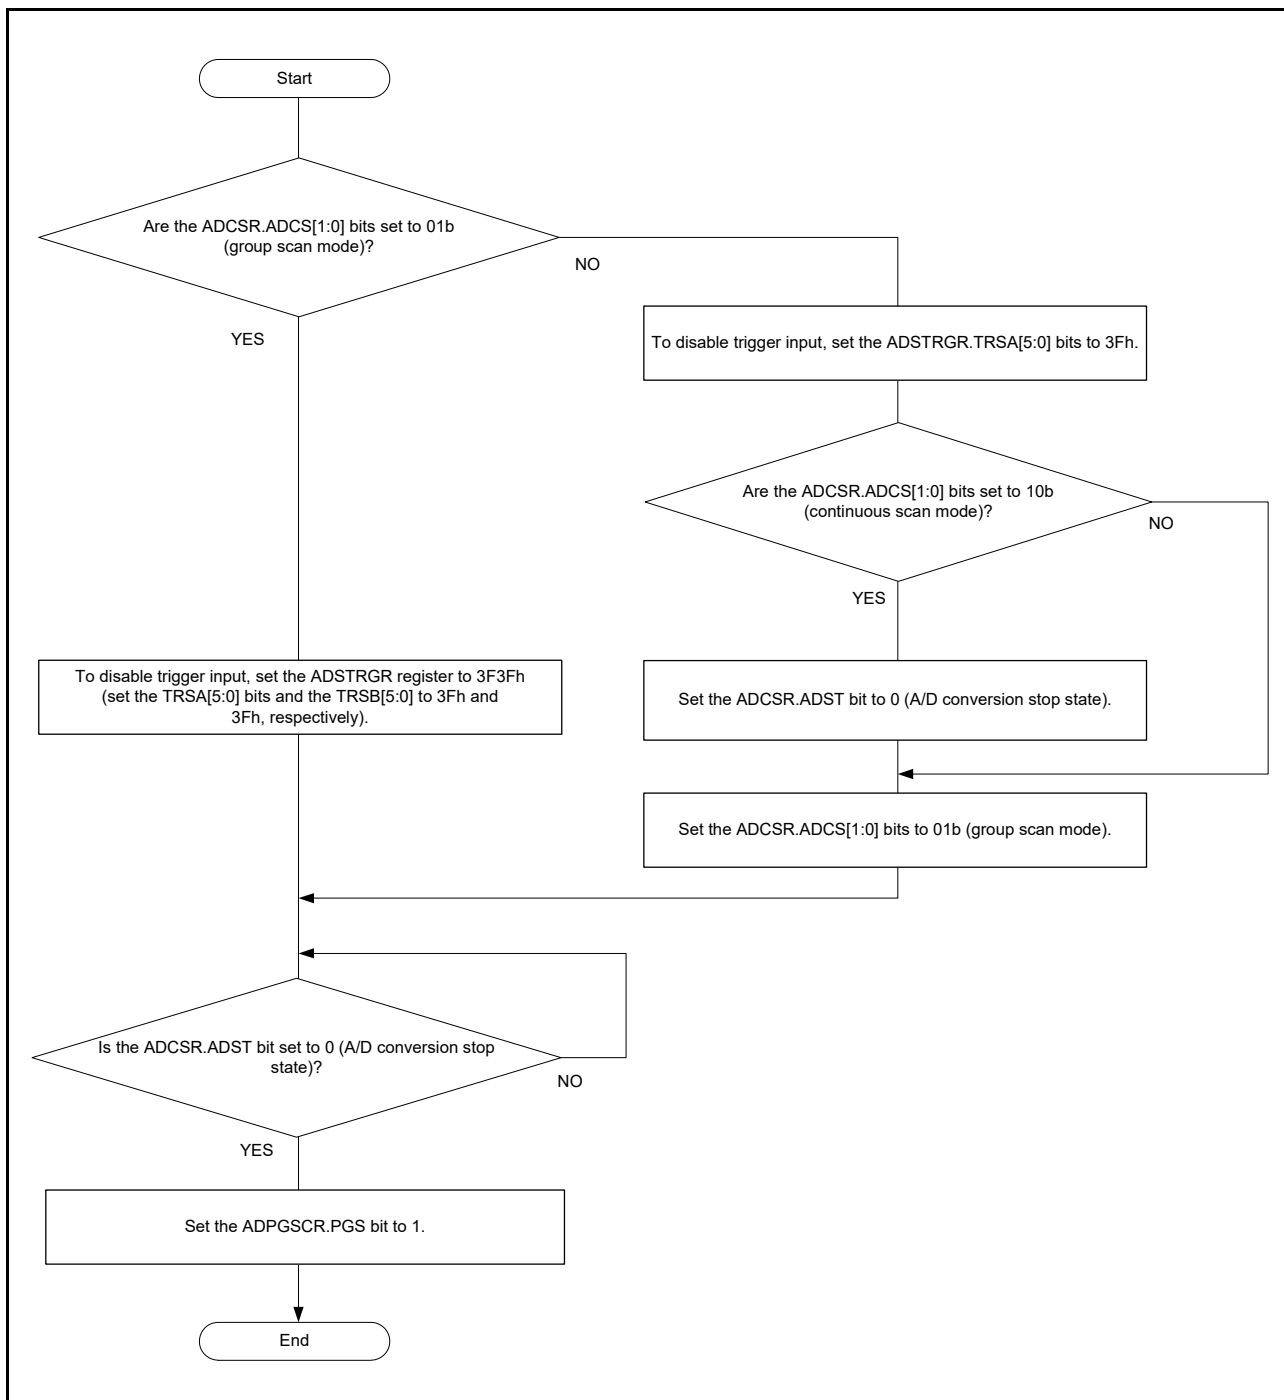 Start
Are the ADCSR.ADCS[1:0] bits set to 01b
(group scan mode)?
NO
YES
To disable trigger input, set the ADSTRGR.TRSA[5:0] bits to 3Fh.
Are the ADCSR.ADCS[1:0] bits set to 10b
(continuous scan mode)?
NO
YES
To disable trigger input, set the ADSTRGR register to 3F3Fh
(set the TRSA[5:0] bits and the TRSB[5:0] to 3Fh and
3Fh, respectively).
Set the ADCSR.ADST bit to 0 (A/D conversion stop state).
Set the ADCSR.ADCS[1:0] bits to 01b (group scan mode).
Is the ADCSR.ADST bit set to 0 (A/D conversion stop
state)?
NO
YES
Set the ADPGSCR.PGS bit to 1.
End